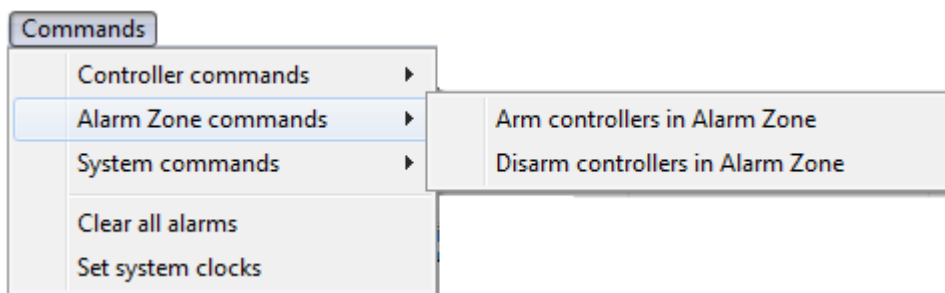 Commands
Controller commands
Alarm Zone commands
Arm controllers in Alarm Zone
Disarm controllers in Alarm Zone
System commands
Clear all alarms
Set system clocks